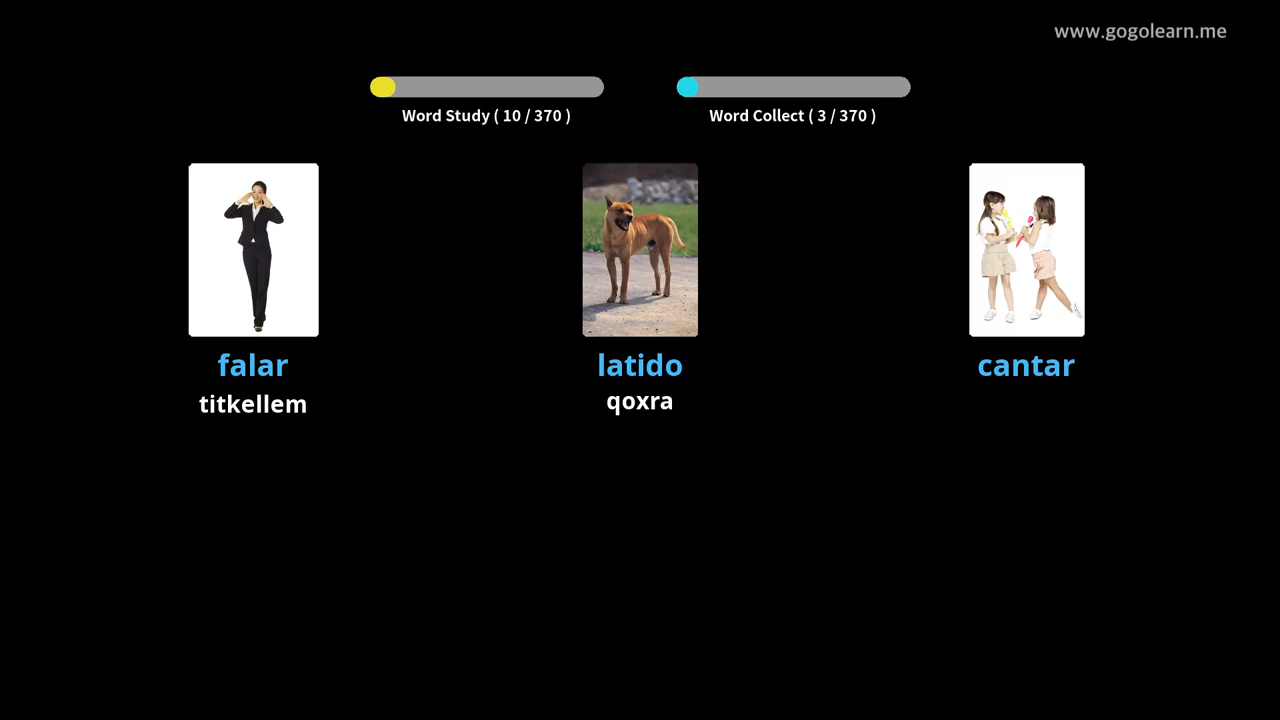 www.gogolearn.me
Word Study ( 10 / 370 )
Word Collect ( 3 / 370 )
falar
latido
cantar
titkellem
qoxra